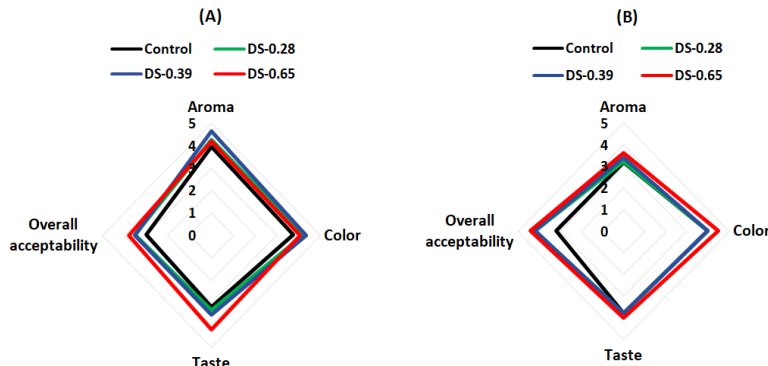 (A)
Control DS-0.28
DS-0.39 DS-0.65
Aroma
5
4
3
2
1
0
Overall
acceptability
Color
Taste
(B)
Control DS-0.28
DS-0.39 DS-0.65
Aroma
5
4
3
2
1
0
Overall
acceptability
Color
Taste